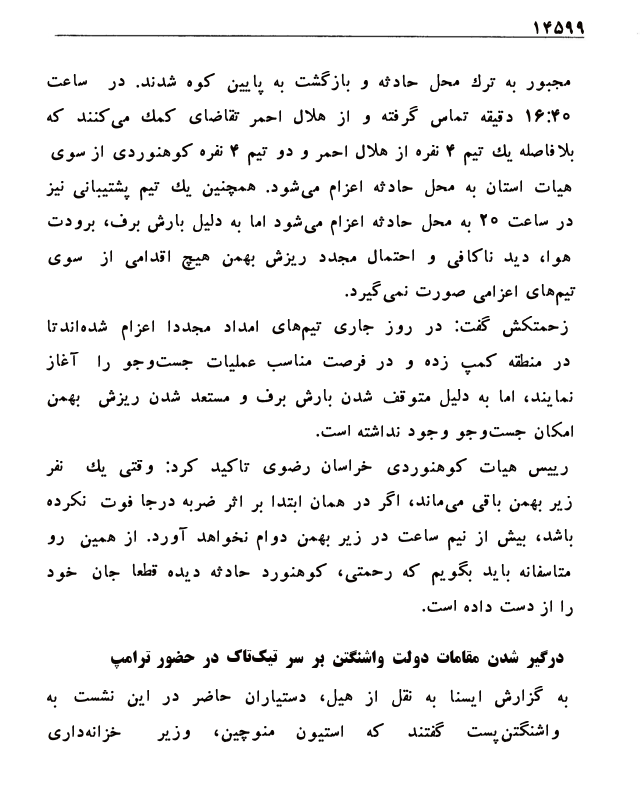 ۱۴۵۹۹
مجبور به ترك محل حادثه و بازگشت به پایین کوه شدند. در ساعت
۱۶:۴۰ دقیقه تماس گرفته و از هلال احمر تقاضای کمك می‌کنند که
بلافاصله یك تیم ۴ نفره از هلال احمر و دو تیم ۴ نفره کوهنوردی از سوی
هیات استان به محل حادثه اعزام می‌شود. همچنین یك تیم پشتیبانی نیز
در ساعت ۲۰ به محل حادثه اعزام می‌شود اما به دلیل بارش برف، برودت
هوا، دید ناکافی و احتمال مجدد ریزش بهمن هیچ اقدامی از سوی
تیم‌های اعزامی صورت نمی‌گیرد.
زحمتکش گفت: در روز جاری تیم‌های امداد مجددا اعزام شده‌اندتا
در منطقه کمپ زده و در فرصت مناسب عملیات جست‌وجو را آغاز
نمایند، اما به دلیل متوقف شدن بارش برف و مستعد شدن ریزش بهمن
امکان جست‌وجو وجود نداشته است.
رییس هیات کوهنوردی خراسان رضوی تاکید کرد: وقتی یك نفر
زیر بهمن باقی می‌ماند، اگر در همان ابتدا بر اثر ضربه درجا فوت نکرده
باشد، بیش از نیم ساعت در زیر بهمن دوام نخواهد آورد. از همین رو
متاسفانه باید بگویم که رحمتی، کوهنورد حادثه دیده قطعا جان خود
را از دست داده است.
درگیر شدن مقامات دولت واشنگتن بر سر تیک‌تاک در حضور ترامپ
به گزارش ایسنا به نقل از هیل، دستیاران حاضر در این نشست به
واشنگتن‌پست گفتند که استیون منوچین، وزیر خزانه‌داری